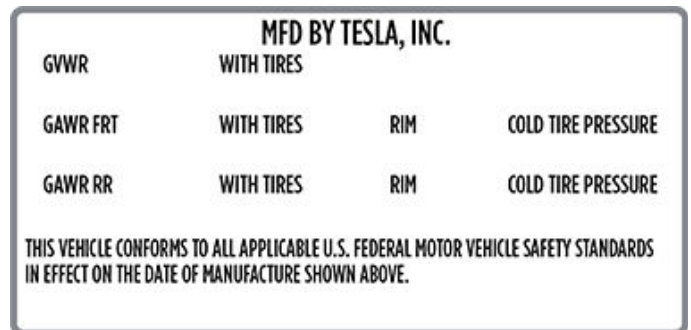 MFD BY TESLA, INC.
GVWR WITH TIRES
GAWR FRT WITH TIRES RIM COLD TIRE PRESSURE
GAWR RR WITH TIRES RIM COLD TIRE PRESSURE
THIS VEHICLE CONFORMS TO ALL APPLICABLE U.S. FEDERAL MOTOR VEHICLE SAFETY STANDARDS
IN EFFECT ON THE DATE OF MANUFACTURE SHOWN ABOVE.